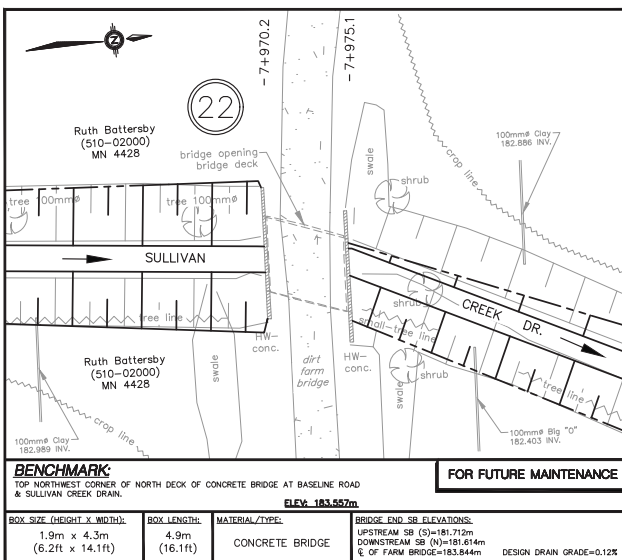 -7+970.2
-7+975.1
Z
22
Ruth Battersby
(510-02000)
MN 4428
bridge opening
bridge deck
swale
shrub
100mmø Clay
182.886 INV.
crop line
tree 100mmø
tree 100mmø
SULLIVAN
CREEK DR.
shrub
tree line
small-tree line
HW-
conc.
dirt
farm
bridge
HW-
conc.
shrub
tree line
swale
swale
Ruth Battersby
(510-02000)
MN 4428
crop line
100mmø Clay
182.989 INV.
100mmø Big "O"
182.403 INV.
BENCHMARK:
TOP NORTHWEST CORNER OF NORTH DECK OF CONCRETE BRIDGE AT BASELINE ROAD
& SULLIVAN CREEK DRAIN.
ELEV: 183.557m
FOR FUTURE MAINTENANCE
BOX SIZE (HEIGHT X WIDTH):
1.9m x 4.3m
(6.2ft x 14.1ft)
BOX LENGTH:
4.9m
(16.1ft)
MATERIAL/TYPE:
CONCRETE BRIDGE
BRIDGE END SB ELEVATIONS:
UPSTREAM SB (S)=181.712m
DOWNSTREAM SB (N)=181.614m
℄ OF FARM BRIDGE=183.844m
DESIGN DRAIN GRADE=0.12%